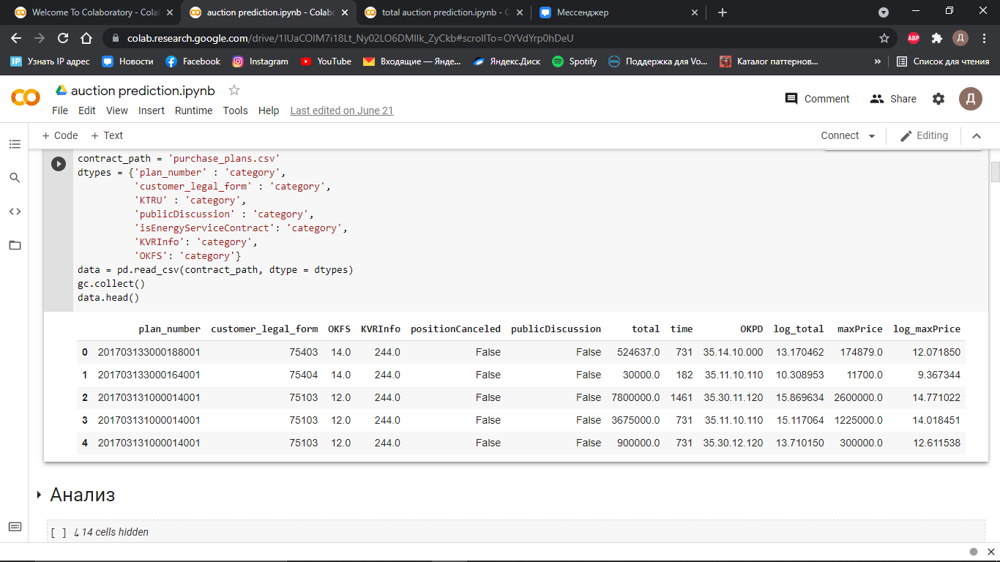 Welcome To Colaboratory - Colal
auction prediction.ipynb - Colabo
total auction prediction.ipynb - C
Мессенджер
colab.research.google.com/drive/1IUaCOIM7i18Lt_Ny02LO6DMIIk_ZyCkb#scrollTo=OYVdYrp0hDeU
ABP
Д
IP Узнать IP адрес
Новости
Facebook
Instagram
YouTube
Входящие — Янде...
Яндекс.Диск
Spotify
Поддержка для Vo...
Каталог паттернов...
»
Список для чтения
auction prediction.ipynb
Comment
Share
Д
File Edit View Insert Runtime Tools Help Last edited on June 21
+ Code + Text
Connect
Editing
contract_path = 'purchase_plans.csv'
dtypes = {'plan_number' : 'category',
'customer_legal_form' : 'category',
'KTRU' : 'category',
'publicDiscussion' : 'category',
'isEnergyServiceContract': 'category',
'KVRInfo': 'category',
'OKFS': 'category'}
data = pd.read_csv(contract_path, dtype = dtypes)
gc.collect()
data.head()
plan_number customer_legal_form OKFS KVRInfo positionCanceled publicDiscussion total time OKPD log_total maxPrice log_maxPrice
0 201703133000188001 75403 14.0 244.0 False False 524637.0 731 35.14.10.000 13.170462 174879.0 12.071850
1 201703133000164001 75404 14.0 244.0 False False 30000.0 182 35.11.10.110 10.308953 11700.0 9.367344
2 201703131000014001 75103 12.0 244.0 False False 7800000.0 1461 35.30.11.120 15.869634 2600000.0 14.771022
3 201703131000014001 75103 12.0 244.0 False False 3675000.0 731 35.11.10.110 15.117064 1225000.0 14.018451
4 201703131000014001 75103 12.0 244.0 False False 900000.0 731 35.30.12.120 13.710150 300000.0 12.611538
Анализ
[ ] ↳ 14 cells hidden